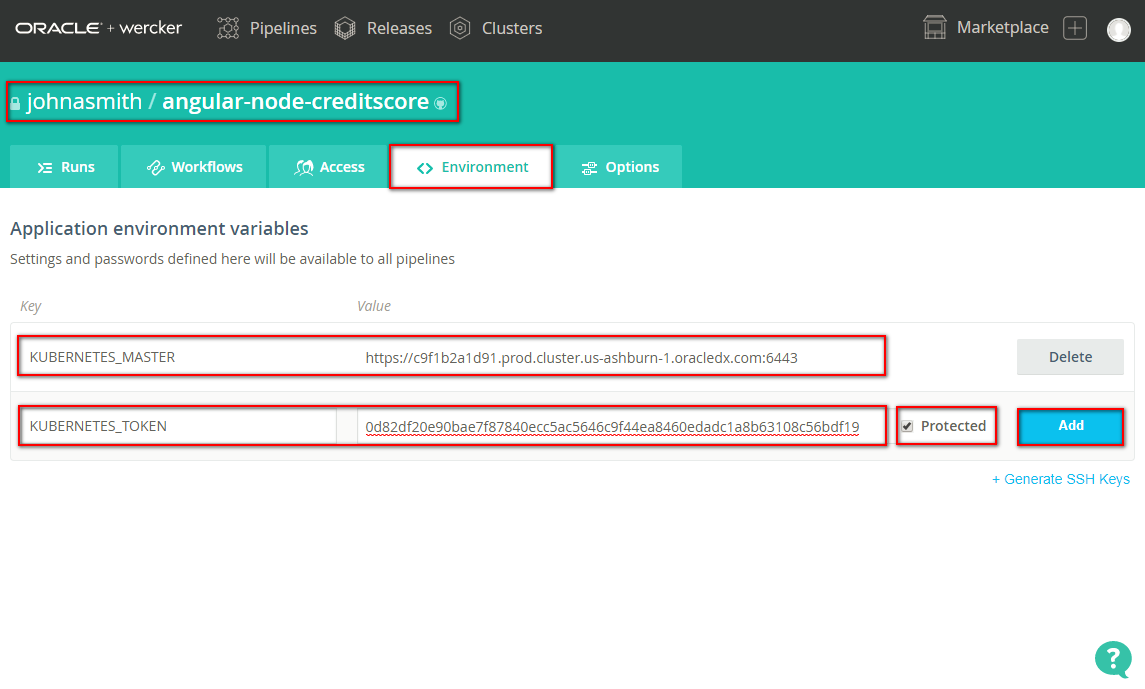 ORACLE® + wercker Pipelines Releases Clusters Marketplace
johnasmith / angular-node-creditscore
Runs Workflows Access <> Environment Options
Application environment variables
Settings and passwords defined here will be available to all pipelines
Key Value
KUBERNETES_MASTER https://c9f1b2a1d91.prod.cluster.us-ashburn-1.oracledx.com:6443 Delete
KUBERNETES_TOKEN 0d82df20e90bae7f87840ecc5ac5646c9f44ea8460edadc1a8b63108c56bdf19 Protected Add
+ Generate SSH Keys
?